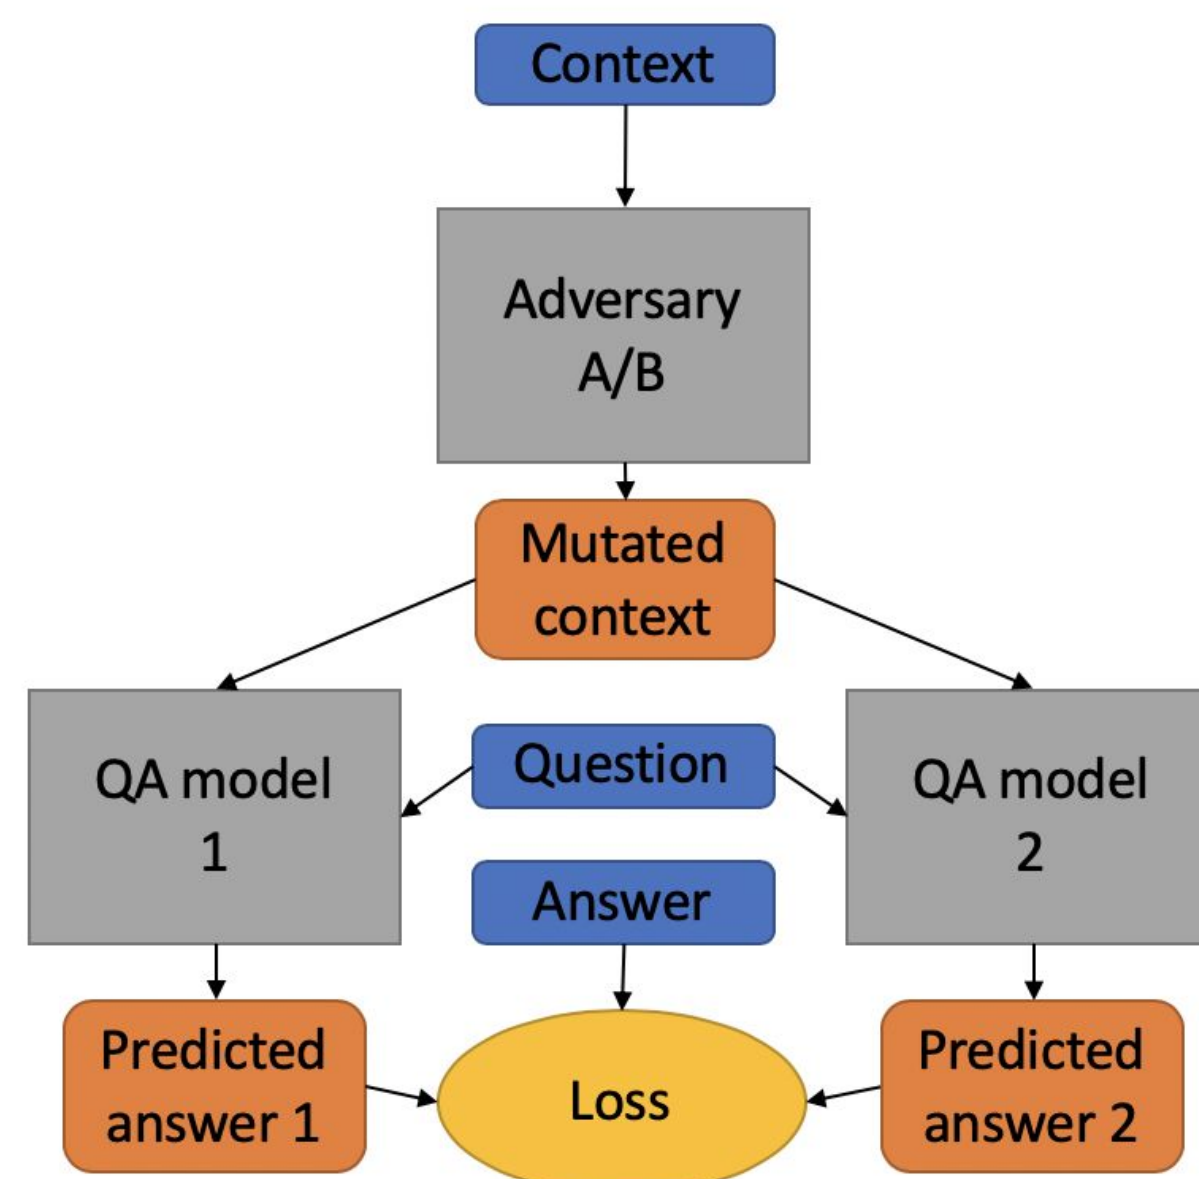 Context
Adversary
A/B
Mutated
context
QA model
1
Question
QA model
2
Answer
Predicted
answer 1
Loss
Predicted
answer 2